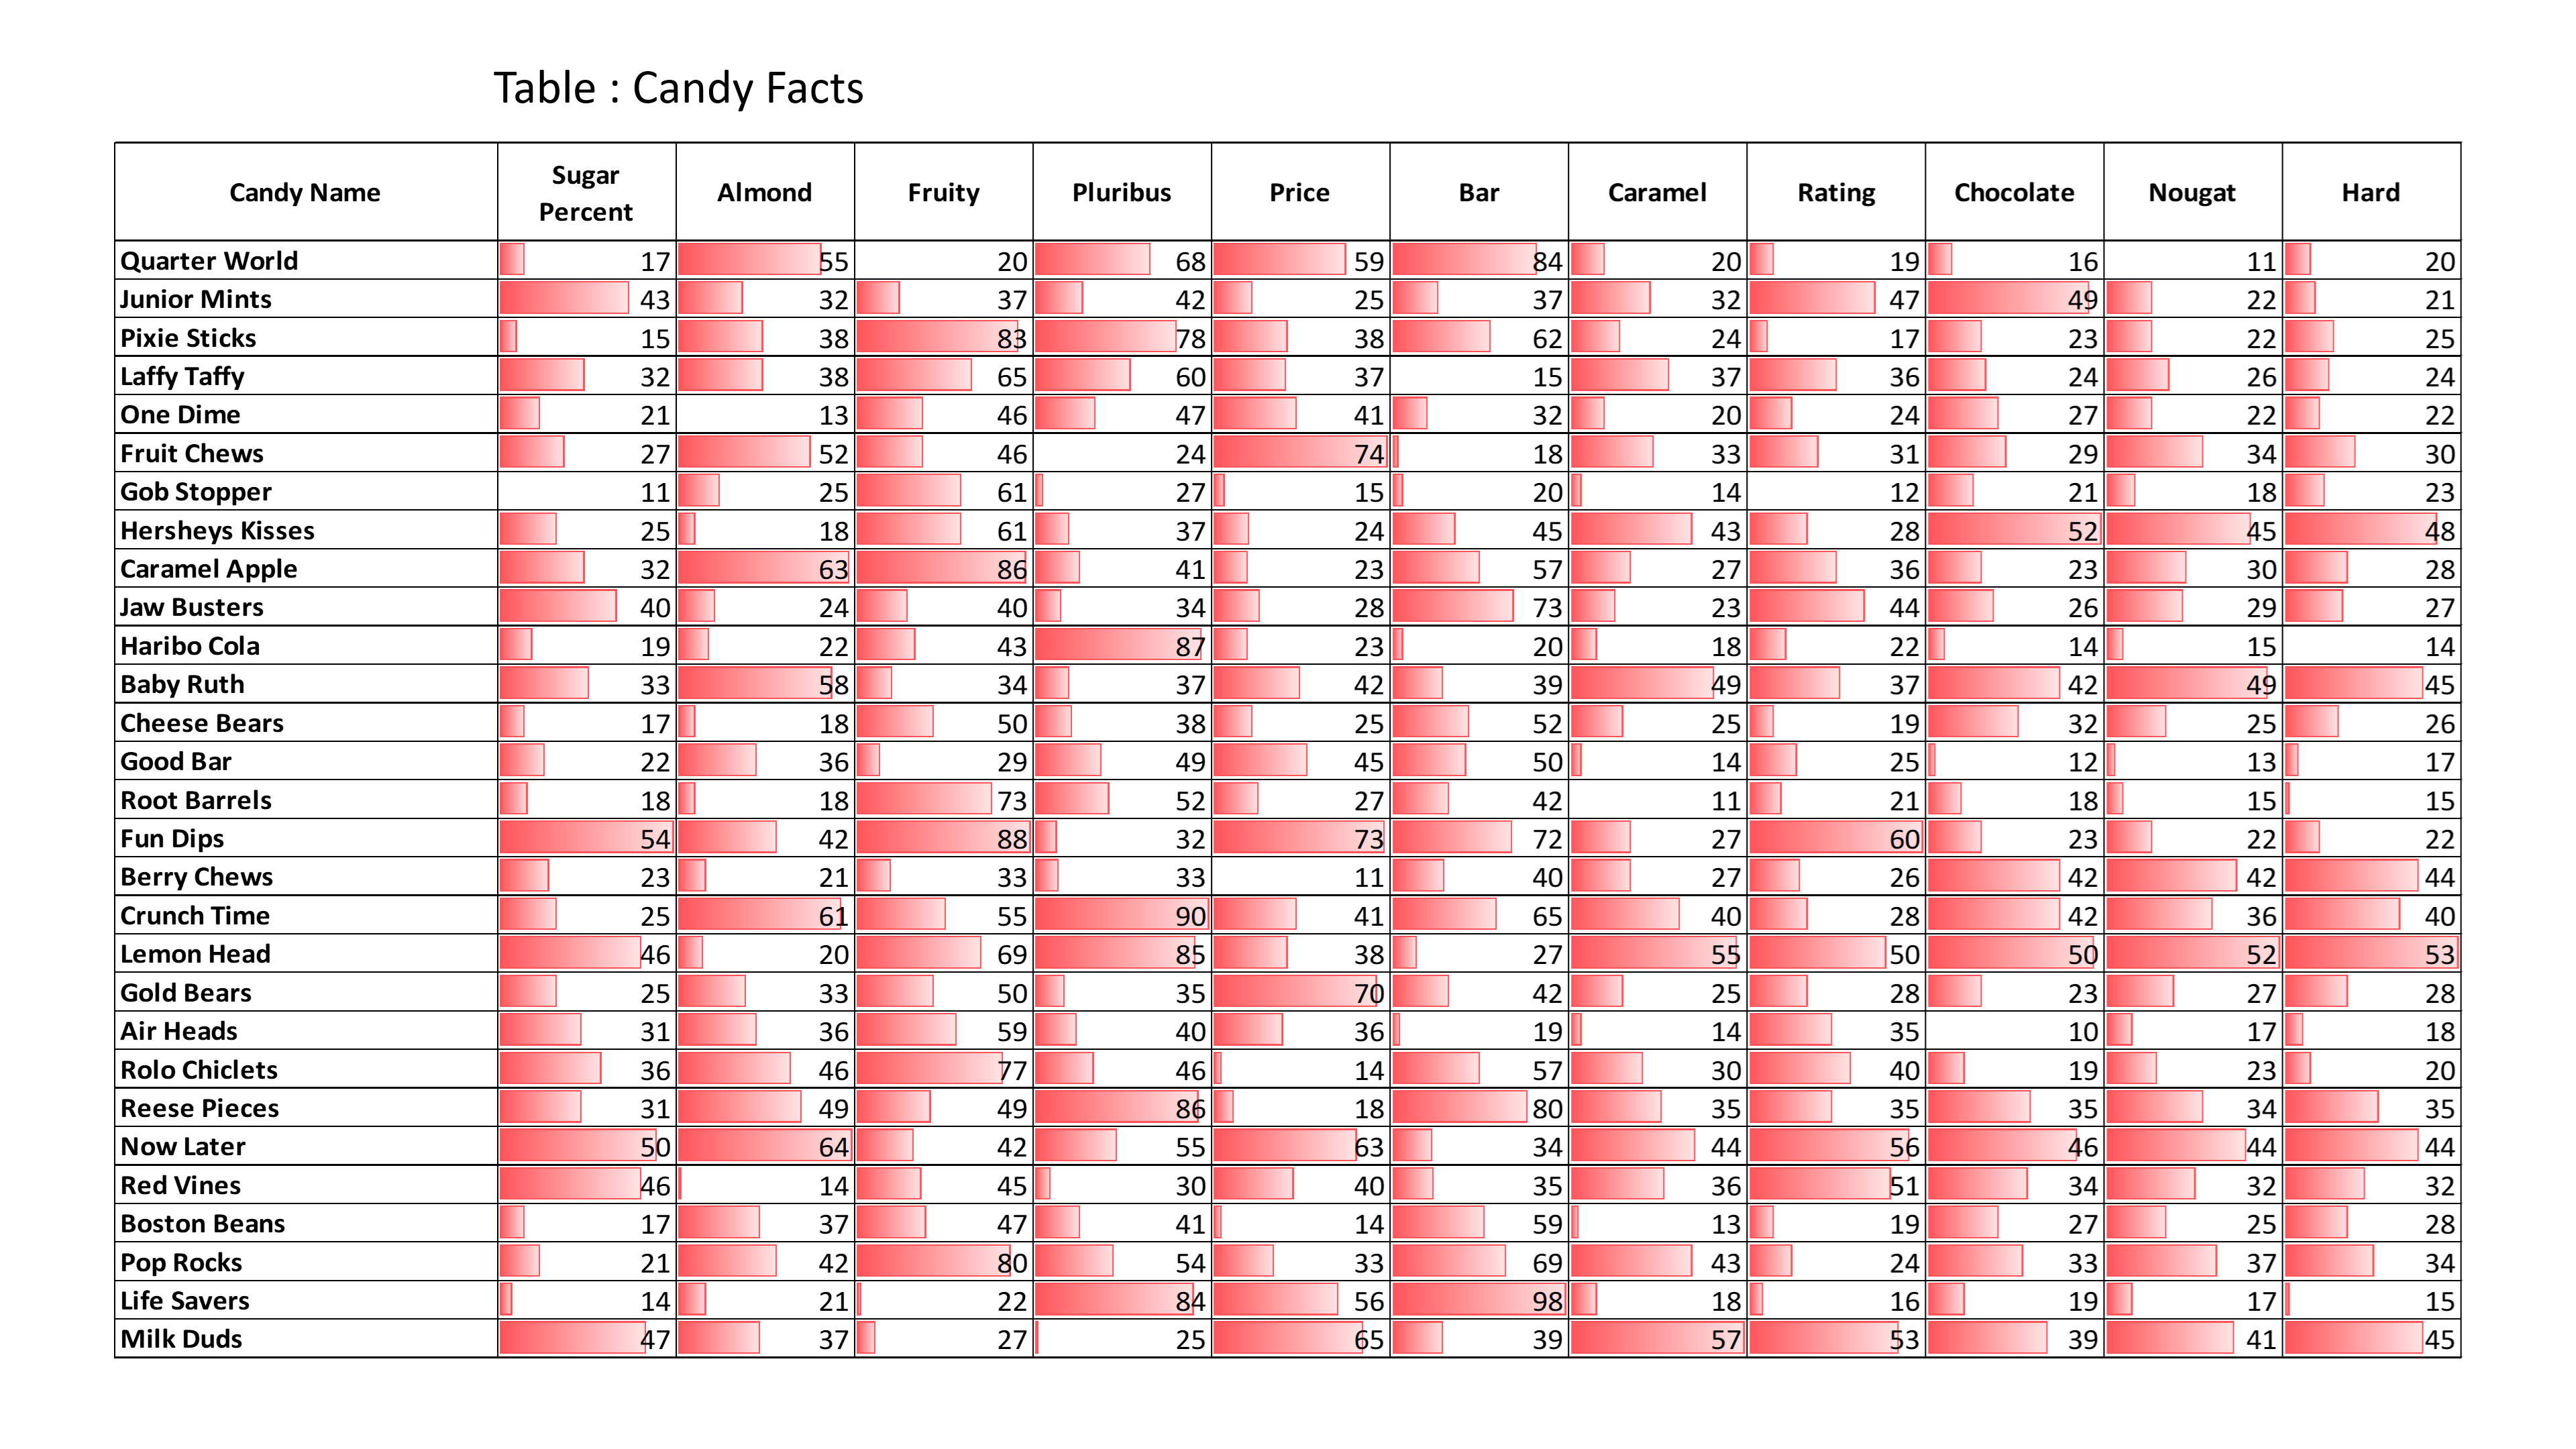 Table : Candy Facts
Candy Name Sugar Percent Almond Fruity Pluribus Price Bar Caramel Rating Chocolate Nougat Hard
Quarter World 17 55 20 68 59 84 20 19 16 11 20
Junior Mints 43 32 37 42 25 37 32 47 49 22 21
Pixie Sticks 15 38 83 78 38 62 24 17 23 22 25
Laffy Taffy 32 38 65 60 37 15 37 36 24 26 24
One Dime 21 13 46 47 41 32 20 24 27 22 22
Fruit Chews 27 52 46 24 74 18 33 31 29 34 30
Gob Stopper 11 25 61 27 15 20 14 12 21 18 23
Hersheys Kisses 25 18 61 37 24 45 43 28 52 45 48
Caramel Apple 32 63 86 41 23 57 27 36 23 30 28
Jaw Busters 40 24 40 34 28 73 23 44 26 29 27
Haribo Cola 19 22 43 87 23 20 18 22 14 15 14
Baby Ruth 33 58 34 37 42 39 49 37 42 49 45
Cheese Bears 17 18 50 38 25 52 25 19 32 25 26
Good Bar 22 36 29 49 45 50 14 25 12 13 17
Root Barrels 18 18 73 52 27 42 11 21 18 15 15
Fun Dips 54 42 88 32 73 72 27 60 23 22 22
Berry Chews 23 21 33 33 11 40 27 26 42 42 44
Crunch Time 25 61 55 90 41 65 40 28 42 36 40
Lemon Head 46 20 69 85 38 27 55 50 50 52 53
Gold Bears 25 33 50 35 70 42 25 28 23 27 28
Air Heads 31 36 59 40 36 19 14 35 10 17 18
Rolo Chiclets 36 46 77 46 14 57 30 40 19 23 20
Reese Pieces 31 49 49 86 18 80 35 35 35 34 35
Now Later 50 64 42 55 63 34 44 56 46 44 44
Red Vines 46 14 45 30 40 35 36 51 34 32 32
Boston Beans 17 37 47 41 14 59 13 19 27 25 28
Pop Rocks 21 42 80 54 33 69 43 24 33 37 34
Life Savers 14 21 22 84 56 98 18 16 19 17 15
Milk Duds 47 37 27 25 65 39 57 53 39 41 45